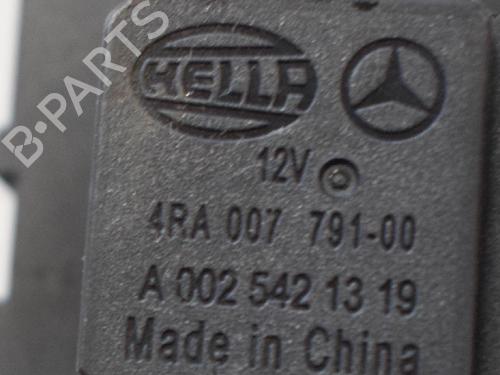 HELLA
12V
4RA 007 791-00
A 002 542 13 19
Made in China
B-PARTS